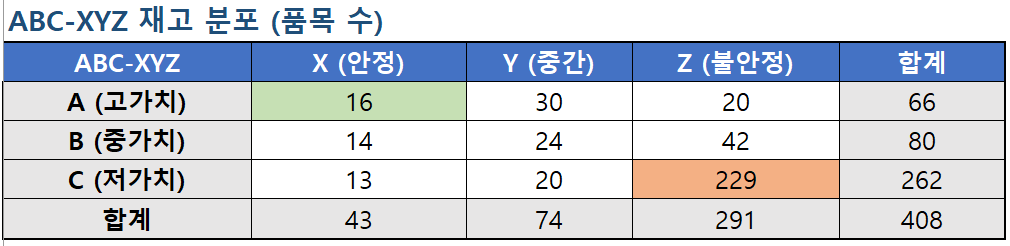 ABC-XYZ 재고 분포 (품목 수)
ABC-XYZ X (안정) Y (중간) Z (불안정) 합계
A (고가치) 16 30 20 66
B (중가치) 14 24 42 80
C (저가치) 13 20 229 262
합계 43 74 291 408